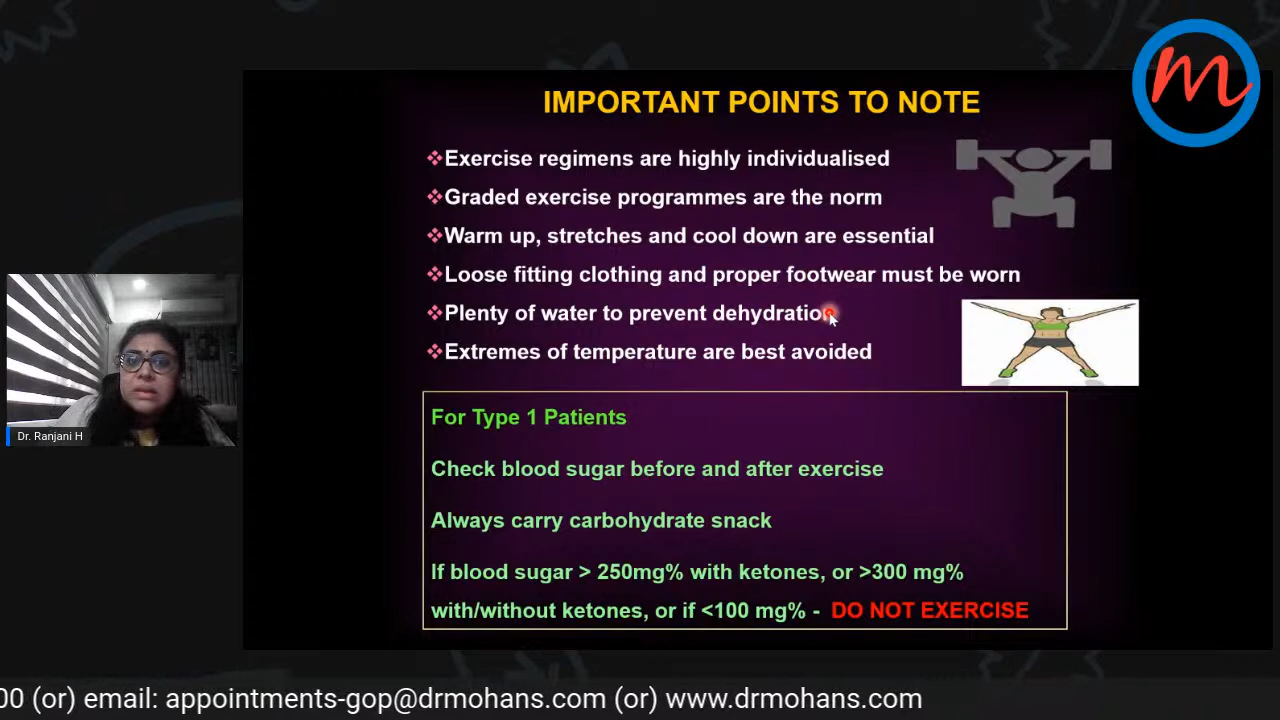 m
IMPORTANT POINTS TO NOTE
❖Exercise regimens are highly individualised
❖Graded exercise programmes are the norm
❖Warm up, stretches and cool down are essential
❖Loose fitting clothing and proper footwear must be worn
❖Plenty of water to prevent dehydration
❖Extremes of temperature are best avoided
For Type 1 Patients
Check blood sugar before and after exercise
Always carry carbohydrate snack
If blood sugar > 250mg% with ketones, or >300 mg%
with/without ketones, or if <100 mg% - DO NOT EXERCISE
Dr. Ranjani H
00 (or) email: appointments-gop@drmohans.com (or) www.drmohans.com